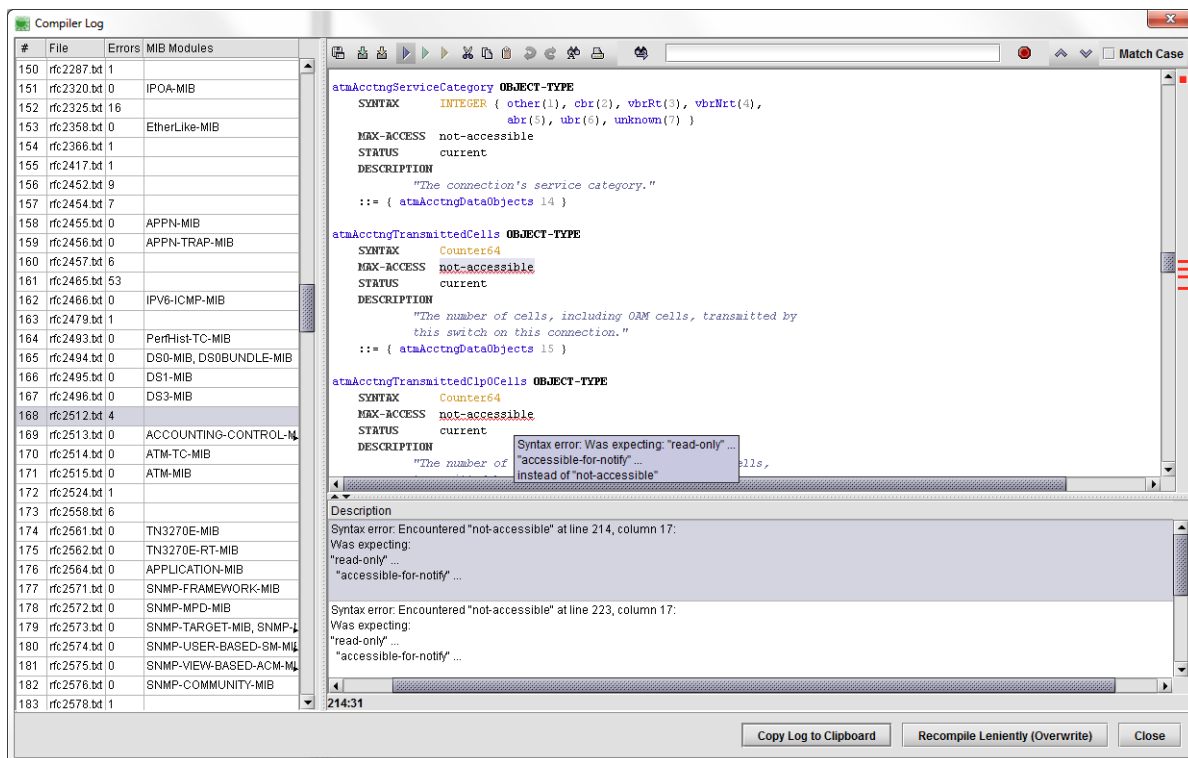 Compiler Log
# File Errors MIB Modules
150 rfc2287.txt 1
151 rfc2320.txt 0 IPOA-MIB
152 rfc2325.txt 16
153 rfc2358.txt 0 EtherLike-MIB
154 rfc2366.txt 1
155 rfc2417.txt 1
156 rfc2452.txt 9
157 rfc2454.txt 7
158 rfc2455.txt 0 APPN-MIB
159 rfc2456.txt 0 APPN-TRAP-MIB
160 rfc2457.txt 6
161 rfc2465.txt 53
162 rfc2466.txt 0 IPV6-ICMP-MIB
163 rfc2479.txt 1
164 rfc2493.txt 0 PerfHist-TC-MIB
165 rfc2494.txt 0 DS0-MIB, DS0BUNDLE-MIB
166 rfc2495.txt 0 DS1-MIB
167 rfc2496.txt 0 DS3-MIB
168 rfc2512.txt 4
169 rfc2513.txt 0 ACCOUNTING-CONTROL-M
170 rfc2514.txt 0 ATM-TC-MIB
171 rfc2515.txt 0 ATM-MIB
172 rfc2524.txt 1
173 rfc2558.txt 6
174 rfc2561.txt 0 TN3270E-MIB
175 rfc2562.txt 0 TN3270E-RT-MIB
176 rfc2564.txt 0 APPLICATION-MIB
177 rfc2571.txt 0 SNMP-FRAMEWORK-MIB
178 rfc2572.txt 0 SNMP-MPD-MIB
179 rfc2573.txt 0 SNMP-TARGET-MIB, SNMP-
180 rfc2574.txt 0 SNMP-USER-BASED-SM-MI
181 rfc2575.txt 0 SNMP-VIEW-BASED-ACM-M
182 rfc2576.txt 0 SNMP-COMMUNITY-MIB
183 rfc2578.txt 1
Match Case
atmAcctngServiceCategory OBJECT-TYPE
SYNTAX INTEGER { other(1), cbr(2), vbrRt(3), vbrNrt(4),
abr(5), ubr(6), unknown(7) }
MAX-ACCESS not-accessible
STATUS current
DESCRIPTION
"The connection's service category."
::= { atmAcctngDataObjects 14 }
atmAcctngTransmittedCells OBJECT-TYPE
SYNTAX Counter64
MAX-ACCESS not-accessible
STATUS current
DESCRIPTION
"The number of cells, including OAM cells, transmitted by
this switch on this connection."
::= { atmAcctngDataObjects 15 }
atmAcctngTransmittedClp0Cells OBJECT-TYPE
SYNTAX Counter64
MAX-ACCESS not-accessible
STATUS current
DESCRIPTION
"The number of
ells,
Syntax error: Was expecting: "read-only" ...
"accessible-for-notify" ...
instead of "not-accessible"
Description
Syntax error: Encountered "not-accessible" at line 214, column 17:
Was expecting:
"read-only" ...
"accessible-for-notify" ...
Syntax error: Encountered "not-accessible" at line 223, column 17:
Was expecting:
"read-only" ...
"accessible-for-notify" ...
214:31
Copy Log to Clipboard
Recompile Leniently (Overwrite)
Close